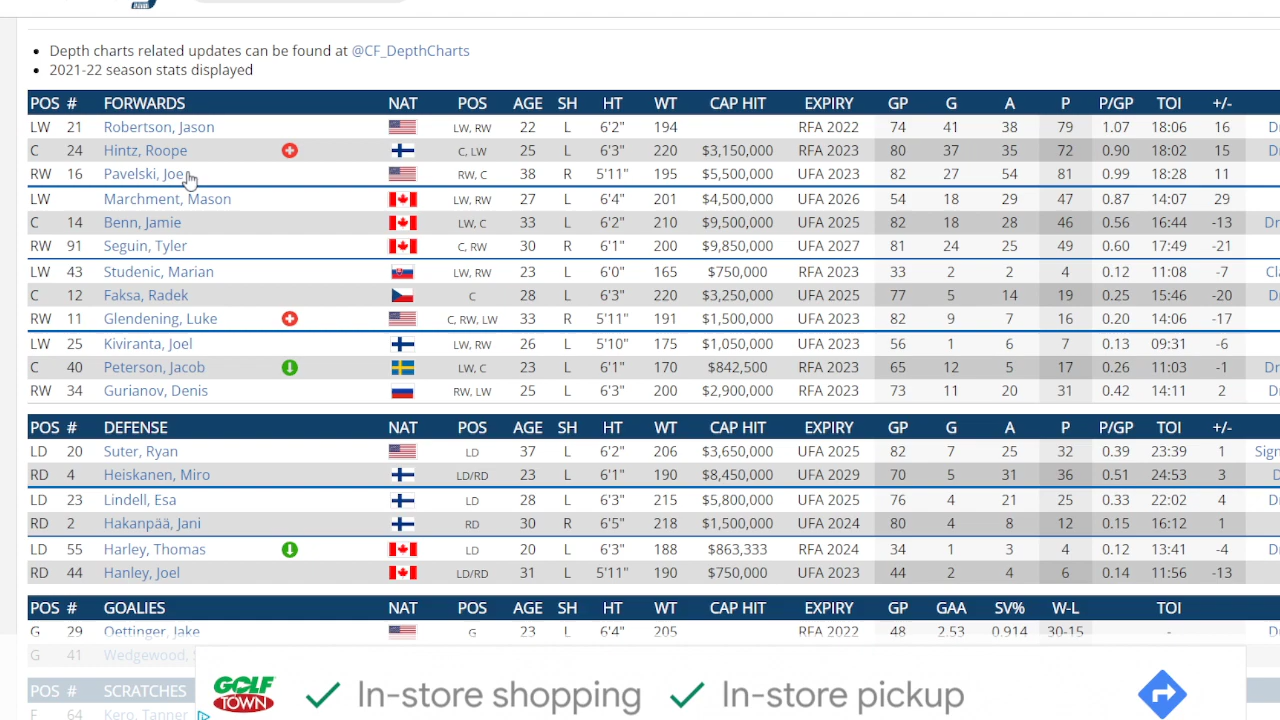 Depth charts related updates can be found at @CF_DepthCharts
2021-22 season stats displayed
POS # FORWARDS NAT POS AGE SH HT WT CAP HIT EXPIRY GP G A P P/GP TOI +/-
LW 21 Robertson, Jason LW, RW 22 L 6'2" 194 RFA 2022 74 41 38 79 1.07 18:06 16
C 24 Hintz, Roope C, LW 25 L 6'3" 220 $3,150,000 RFA 2023 80 37 35 72 0.90 18:02 15
RW 16 Pavelski, Joe RW, C 38 R 5'11" 195 $5,500,000 UFA 2023 82 27 54 81 0.99 18:28 11
LW Marchment, Mason LW, RW 27 L 6'4" 201 $4,500,000 UFA 2026 54 18 29 47 0.87 14:07 29
C 14 Benn, Jamie LW, C 33 L 6'2" 210 $9,500,000 UFA 2025 82 18 28 46 0.56 16:44 -13
RW 91 Seguin, Tyler C, RW 30 R 6'1" 200 $9,850,000 UFA 2027 81 24 25 49 0.60 17:49 -21
LW 43 Studenic, Marian LW, RW 23 L 6'0" 165 $750,000 RFA 2023 33 2 2 4 0.12 11:08 -7
C 12 Faksa, Radek C 28 L 6'3" 220 $3,250,000 UFA 2025 77 5 14 19 0.25 15:46 -20
RW 11 Glendening, Luke C, RW, LW 33 R 5'11" 191 $1,500,000 UFA 2023 82 9 7 16 0.20 14:06 -17
LW 25 Kiviranta, Joel LW, RW 26 L 5'10" 175 $1,050,000 UFA 2023 56 1 6 7 0.13 09:31 -6
C 40 Peterson, Jacob LW, C 23 L 6'1" 170 $842,500 RFA 2023 65 12 5 17 0.26 11:03 -1
RW 34 Gurianov, Denis RW, LW 25 L 6'3" 200 $2,900,000 RFA 2023 73 11 20 31 0.42 14:11 2
POS # DEFENSE NAT POS AGE SH HT WT CAP HIT EXPIRY GP G A P P/GP TOI +/-
LD 20 Suter, Ryan LD 37 L 6'2" 206 $3,650,000 UFA 2025 82 7 25 32 0.39 23:39 1
RD 4 Heiskanen, Miro LD/RD 23 L 6'1" 190 $8,450,000 UFA 2029 70 5 31 36 0.51 24:53 3
LD 23 Lindell, Esa LD 28 L 6'3" 215 $5,800,000 UFA 2025 76 4 21 25 0.33 22:02 4
RD 2 Hakanpää, Jani RD 30 R 6'5" 218 $1,500,000 UFA 2024 80 4 8 12 0.15 16:12 1
LD 55 Harley, Thomas LD 20 L 6'3" 188 $863,333 RFA 2024 34 1 3 4 0.12 13:41 -4
RD 44 Hanley, Joel LD/RD 31 L 5'11" 190 $750,000 UFA 2023 44 2 4 6 0.14 11:56 -13
POS # GOALIES NAT POS AGE SH HT WT CAP HIT EXPIRY GP GAA SV% W-L TOI
G 29 Oettinger, Jake G 23 L 6'4" 205 RFA 2022 48 2.53 0.914 30-15 -
G 41 Wedgewood,
POS # SCRATCHES
F 64 Kero, Tanner
GOLF TOWN In-store shopping In-store pickup